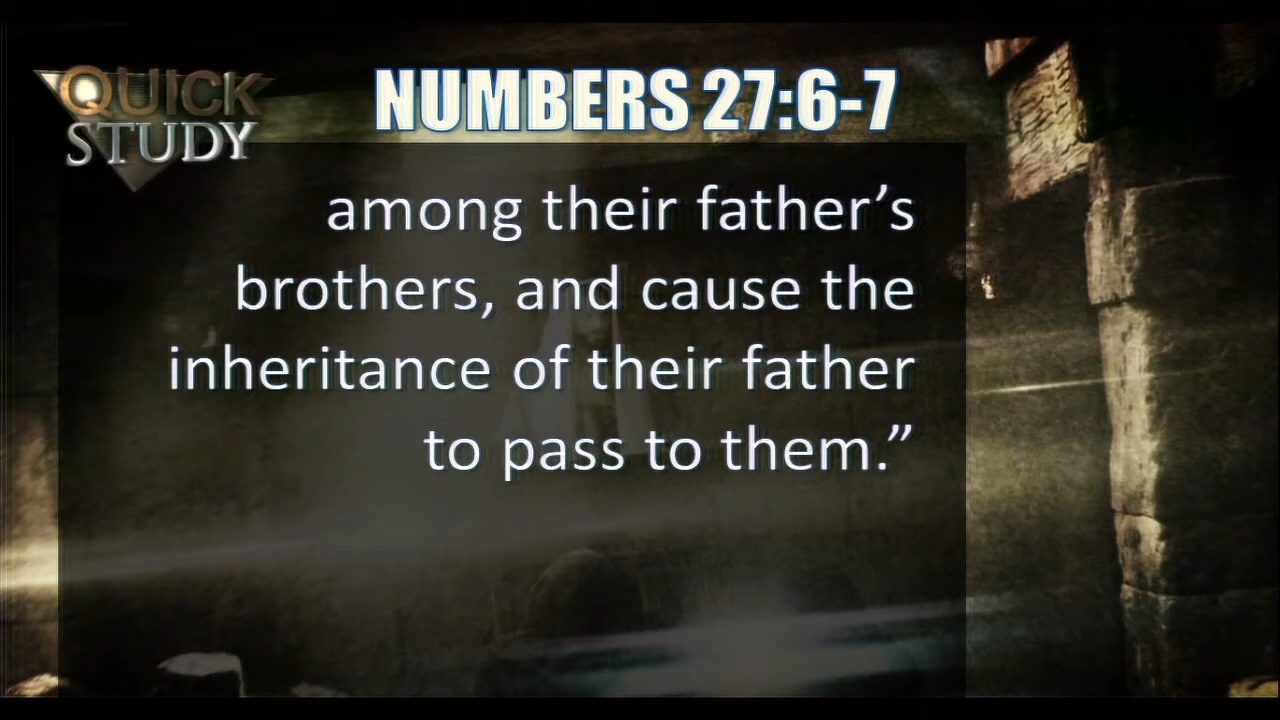 QUICK
STUDY
NUMBERS 27:6-7
among their father’s
brothers, and cause the
inheritance of their father
to pass to them.”